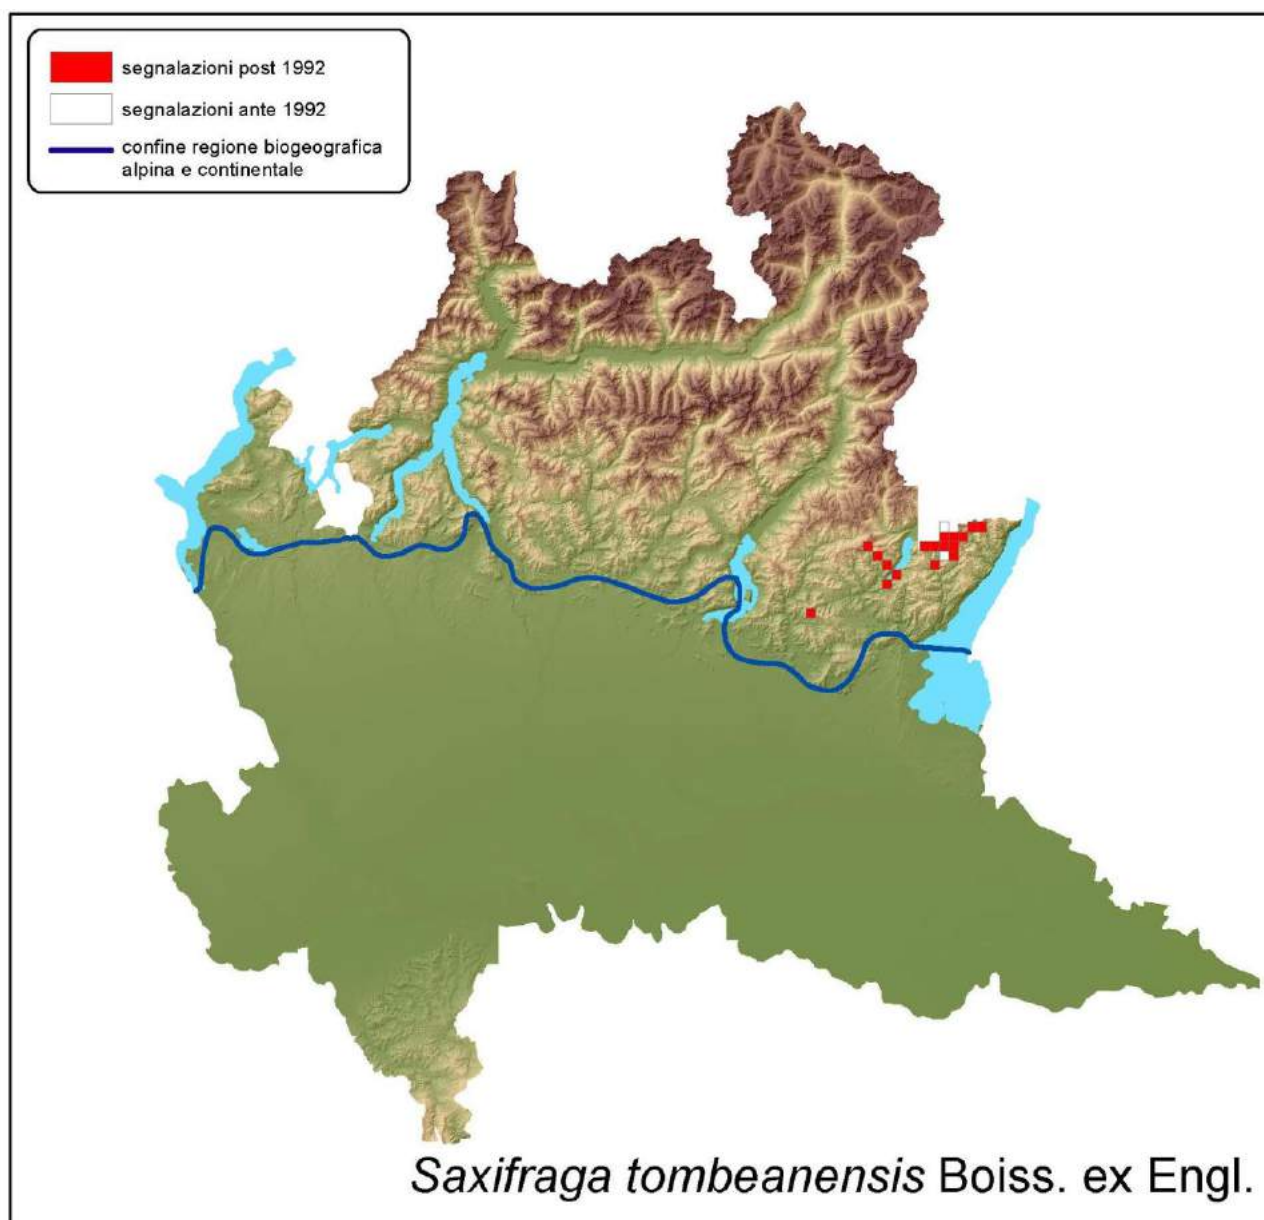 segnalazioni post 1992
segnalazioni ante 1992
confine regione biogeografica
alpina e continentale
Saxifraga tombeanensis Boiss. ex Engl.